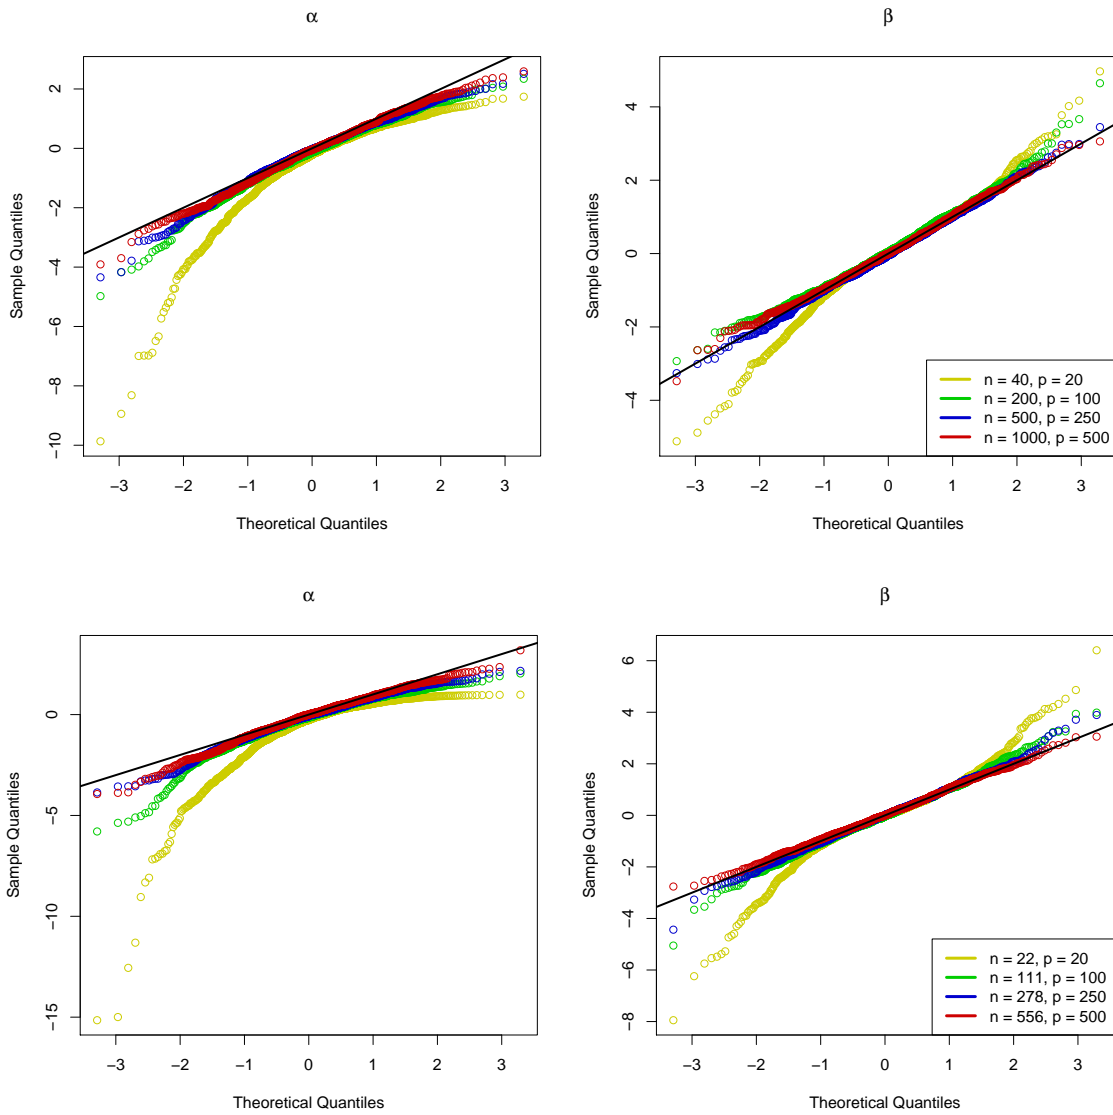 α
β
2
0
−2
−4
−6
−8
−10
Sample Quantiles
−3 −2 −1 0 1 2 3
Theoretical Quantiles
4
2
0
−2
−4
Sample Quantiles
n = 40, p = 20
n = 200, p = 100
n = 500, p = 250
n = 1000, p = 500
−3 −2 −1 0 1 2 3
Theoretical Quantiles
α
β
0
−5
−10
−15
Sample Quantiles
−3 −2 −1 0 1 2 3
Theoretical Quantiles
6
4
2
0
−2
−4
−6
−8
Sample Quantiles
n = 22, p = 20
n = 111, p = 100
n = 278, p = 250
n = 556, p = 500
−3 −2 −1 0 1 2 3
Theoretical Quantiles